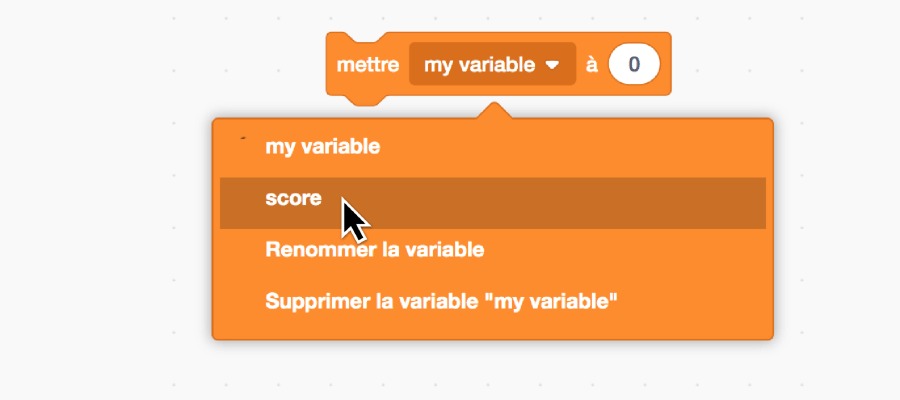 mettre my variable à 0
my variable
score
Renommer la variable
Supprimer la variable "my variable"